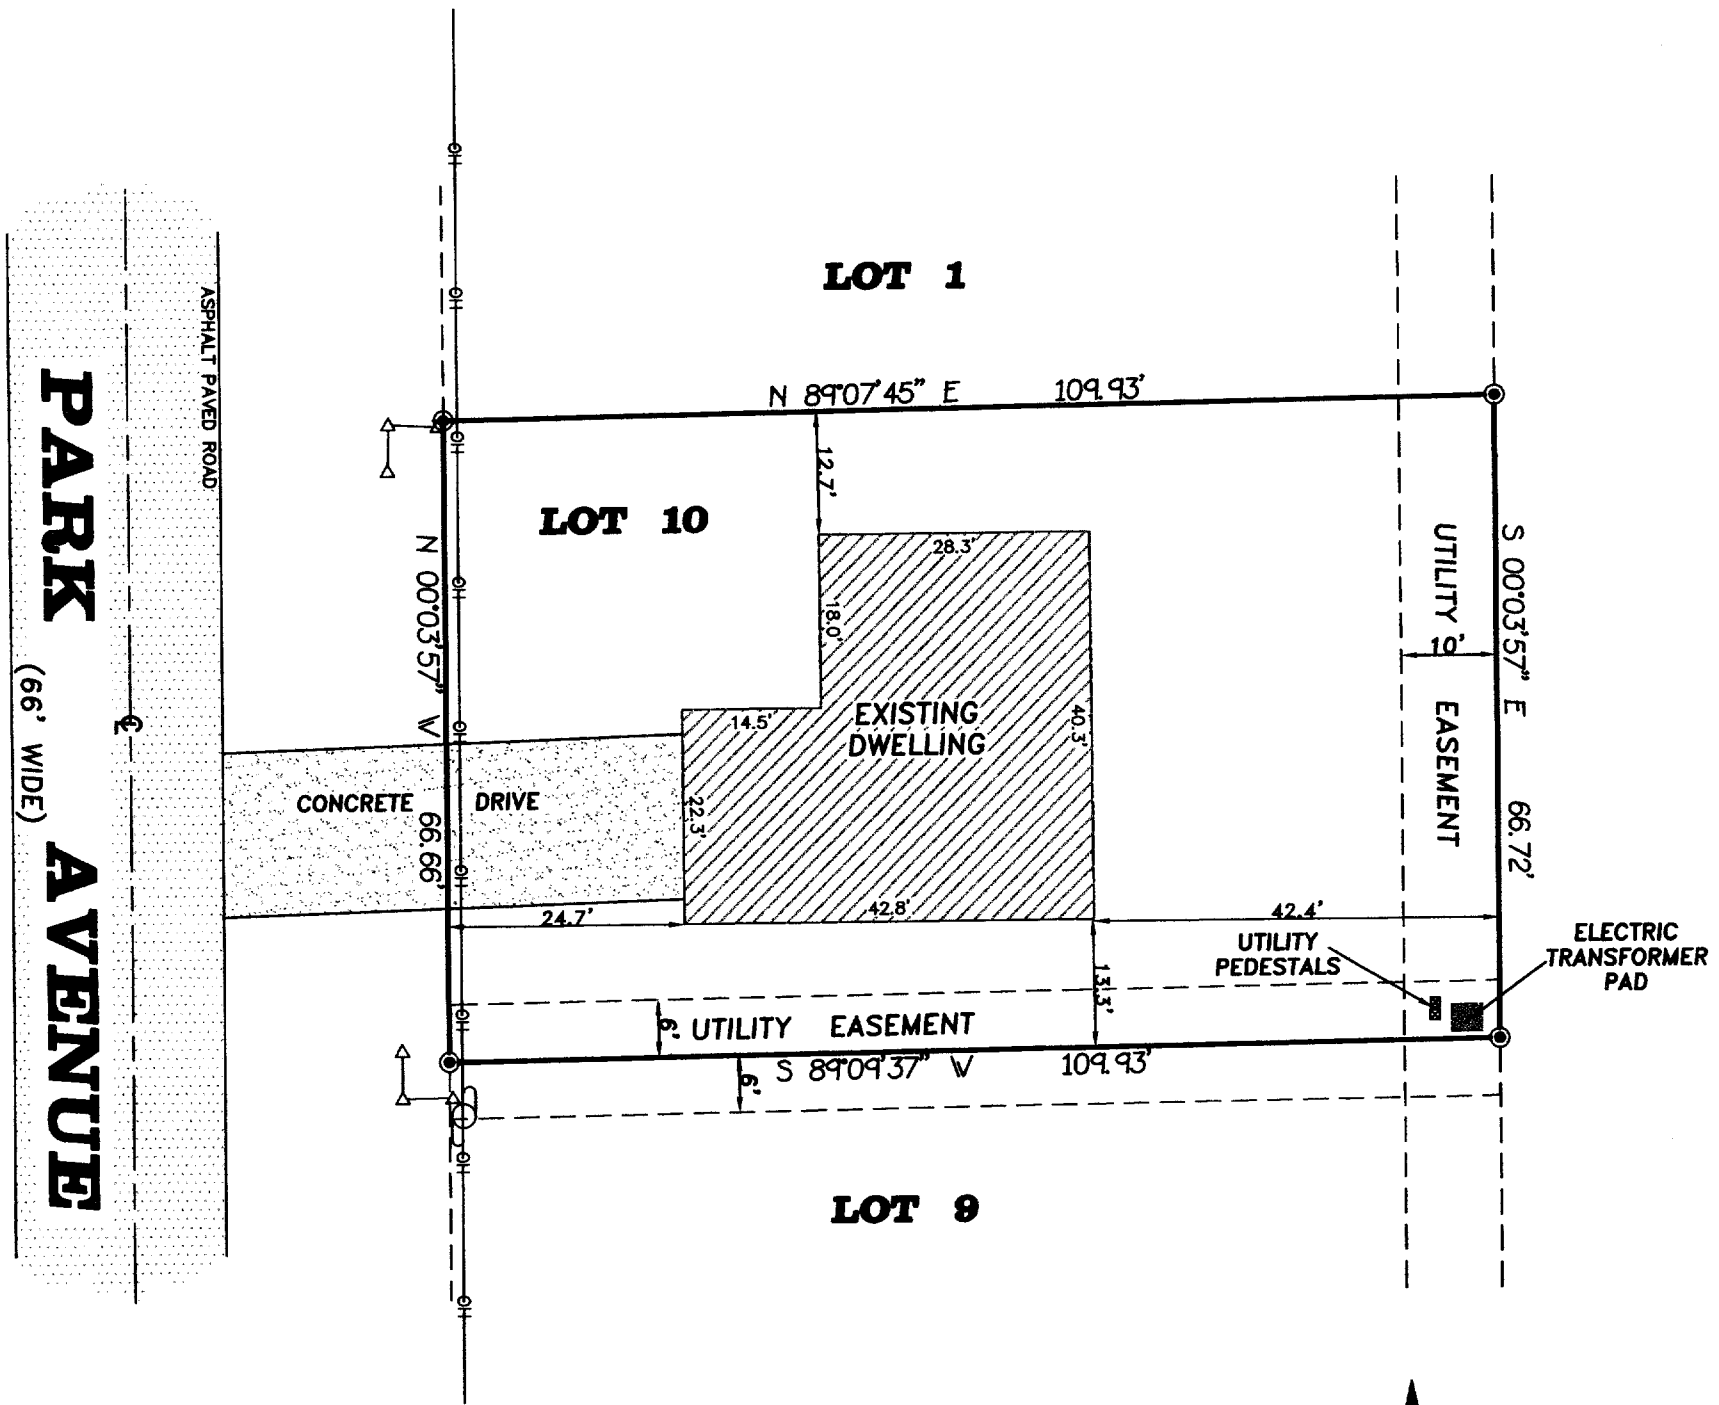 LOT 1
N 89°07'45" E 109.93'
ASPHALT PAVED ROAD
PARK AVENUE
(66' WIDE)
℄
12.7'
LOT 10
28.3'
18.0'
N 00°03'57" W 66.66'
S 00°03'57" E 66.72'
UTILITY EASEMENT
10'
14.5'
EXISTING
DWELLING
40.3'
CONCRETE DRIVE
22.3'
24.7'
42.8'
42.4'
UTILITY
PEDESTALS
ELECTRIC
TRANSFORMER
PAD
13.3'
6'
UTILITY EASEMENT
S 89°09'37" W 109.93'
6'
LOT 9